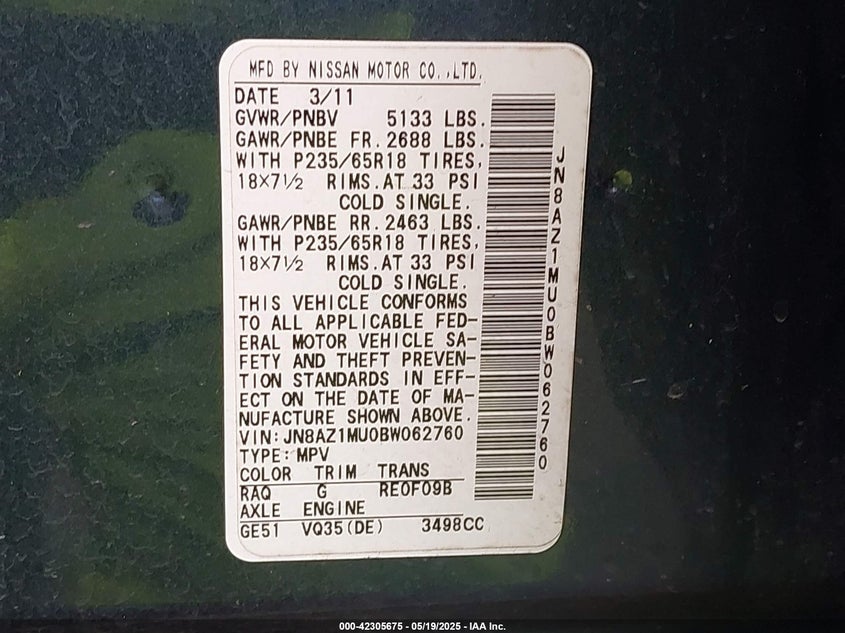 MFD BY NISSAN MOTOR CO.,LTD.
DATE 3/11
GVWR/PNBV 5133 LBS.
GAWR/PNBE FR. 2688 LBS.
WITH P235/65R18 TIRES,
18×7½ RIMS. AT 33 PSI
COLD SINGLE.
GAWR/PNBE RR. 2463 LBS.
WITH P235/65R18 TIRES,
18×7½ RIMS. AT 33 PSI
COLD SINGLE.
THIS VEHICLE CONFORMS
TO ALL APPLICABLE FED-
ERAL MOTOR VEHICLE SA-
FETY AND THEFT PREVEN-
TION STANDARDS IN EFF-
ECT ON THE DATE OF MA-
NUFACTURE SHOWN ABOVE.
VIN:JN8AZ1MU0BW062760
TYPE:MPV
COLOR TRIM TRANS
RAQ G RE0F09B
AXLE ENGINE
GE51 VQ35(DE) 3498CC
JN8AZ1MU0BW062760
000-42305675 - 05/19/2025 - IAA Inc.